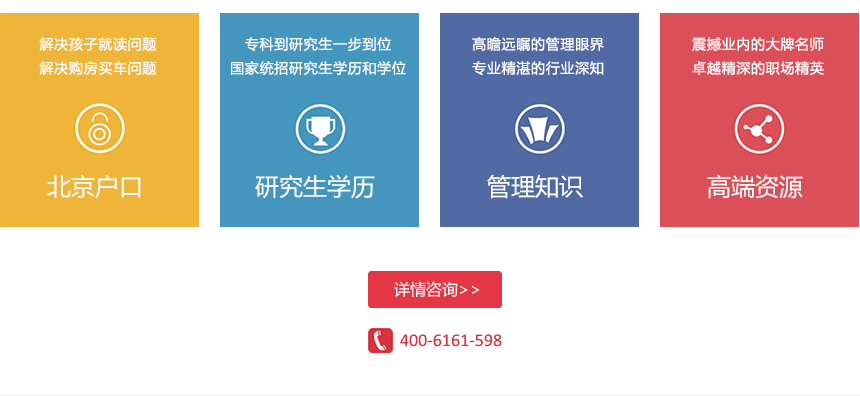 解决孩子就读问题
解决购房买车问题
北京户口
专科到研究生一步到位
国家统招研究生学历和学位
研究生学历
高瞻远瞩的管理眼界
专业精湛的行业深知
管理知识
震撼业内的大牌名师
卓越精深的职场精英
高端资源
详情咨询>>
400-6161-598